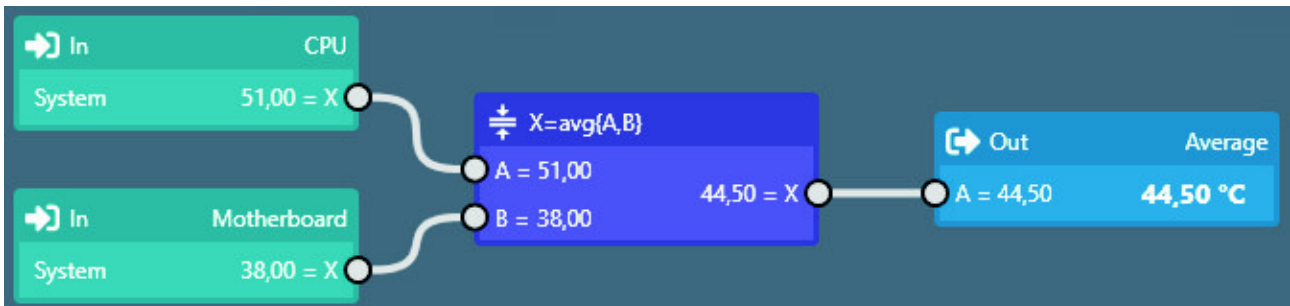 In CPU
System 51,00 = X
In Motherboard
System 38,00 = X
X=avg{A,B}
A = 51,00
44,50 = X
B = 38,00
Out Average
A = 44,50 44,50 °C